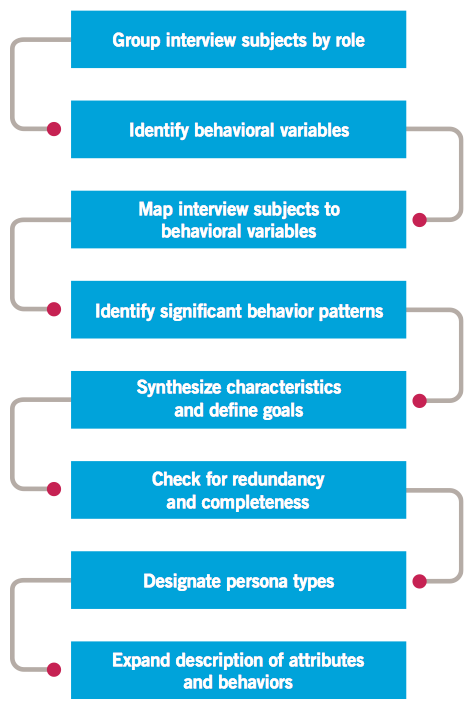 Group interview subjects by role
Identify behavioral variables
Map interview subjects to
behavioral variables
Identify significant behavior patterns
Synthesize characteristics
and define goals
Check for redundancy
and completeness
Designate persona types
Expand description of attributes
and behaviors